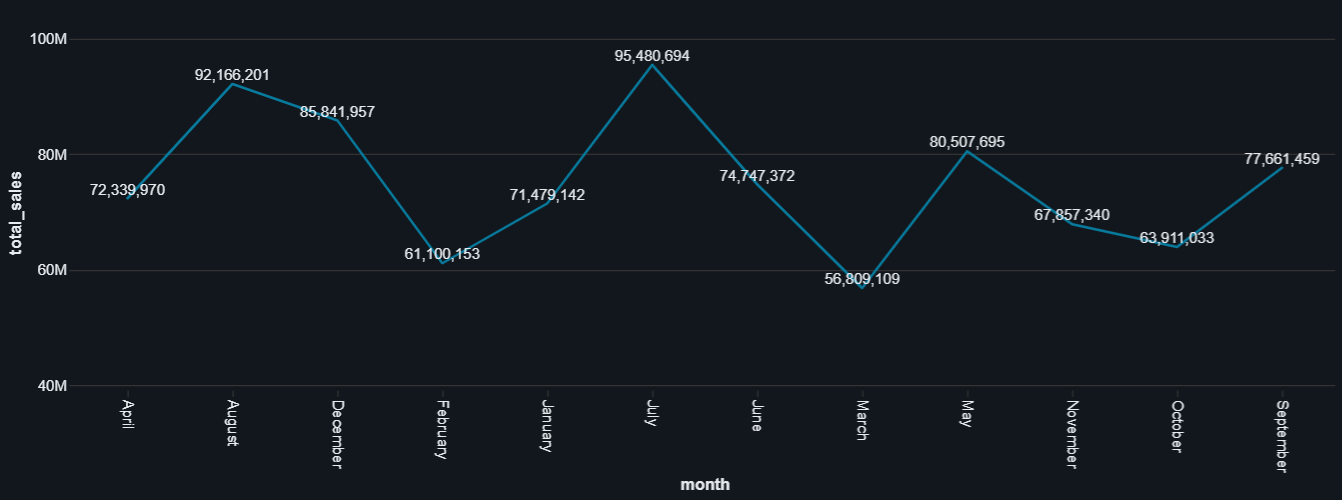 100M
80M
60M
40M
total_sales
72,339,970
92,166,201
85,841,957
61,100,153
71,479,142
95,480,694
74,747,372
56,809,109
80,507,695
67,857,340
63,911,033
77,661,459
April
August
December
February
January
July
June
March
May
November
October
September
month